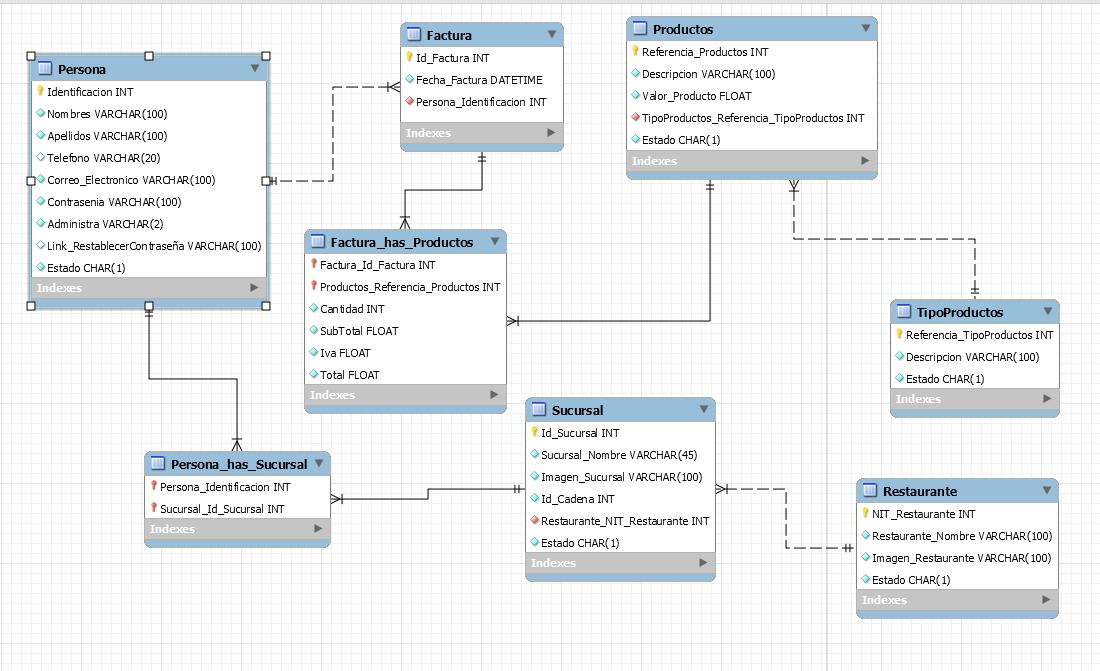 Persona
Identificacion INT
Nombres VARCHAR(100)
Apellidos VARCHAR(100)
Telefono VARCHAR(20)
Correo_Electronico VARCHAR(100)
Contrasenia VARCHAR(100)
Administra VARCHAR(2)
Link_RestablecerContraseña VARCHAR(100)
Estado CHAR(1)
Indexes
Factura
Id_Factura INT
Fecha_Factura DATETIME
Persona_Identificacion INT
Indexes
Productos
Referencia_Productos INT
Descripcion VARCHAR(100)
Valor_Producto FLOAT
TipoProductos_Referencia_TipoProductos INT
Estado CHAR(1)
Indexes
Factura_has_Productos
Factura_Id_Factura INT
Productos_Referencia_Productos INT
Cantidad INT
SubTotal FLOAT
Iva FLOAT
Total FLOAT
Indexes
TipoProductos
Referencia_TipoProductos INT
Descripcion VARCHAR(100)
Estado CHAR(1)
Indexes
Persona_has_Sucursal
Persona_Identificacion INT
Sucursal_Id_Sucursal INT
Indexes
Sucursal
Id_Sucursal INT
Sucursal_Nombre VARCHAR(45)
Imagen_Sucursal VARCHAR(100)
Id_Cadena INT
Restaurante_NIT_Restaurante INT
Estado CHAR(1)
Indexes
Restaurante
NIT_Restaurante INT
Restaurante_Nombre VARCHAR(100)
Imagen_Restaurante VARCHAR(100)
Estado CHAR(1)
Indexes